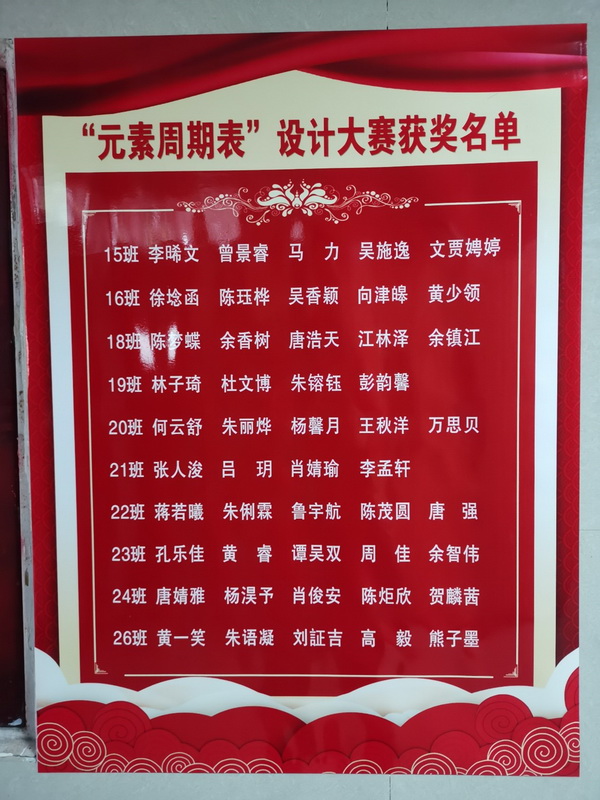 “元素周期表”设计大赛获奖名单
15班 李晞文 曾景睿 马 力 吴施逸 文贾娉婷
16班 徐埝函 陈珏桦 吴香颖 向津皞 黄少领
18班 陈梦蝶 余香树 唐浩天 江林泽 余镇江
19班 林子琦 杜文博 朱镕钰 彭韵馨
20班 何云舒 朱丽烨 杨馨月 王秋洋 万思贝
21班 张人浚 吕 玥 肖婧瑜 李孟轩
22班 蒋若曦 朱俐霖 鲁宇航 陈茂圆 唐 强
23班 孔乐佳 黄 睿 谭吴双 周 佳 余智伟
24班 唐婧雅 杨淏予 肖俊安 陈炬欣 贺麟茜
26班 黄一笑 朱语凝 刘証吉 高 毅 熊子墨